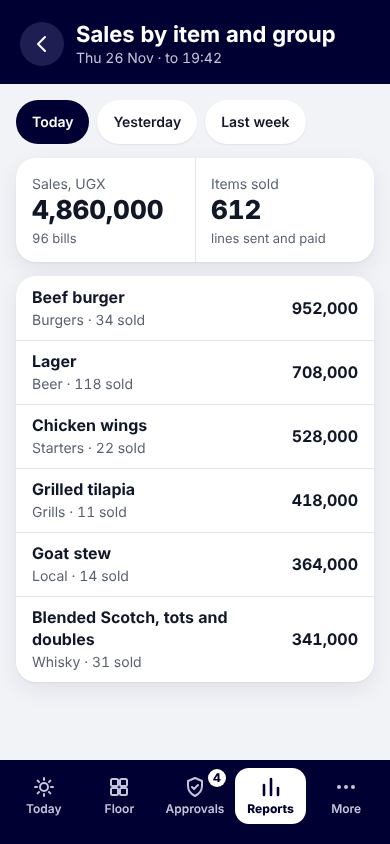 Sales by item and group
Thu 26 Nov · to 19:42
Today
Yesterday
Last week
Sales, UGX
4,860,000
96 bills
Items sold
612
lines sent and paid
Beef burger
Burgers · 34 sold
952,000
Lager
Beer · 118 sold
708,000
Chicken wings
Starters · 22 sold
528,000
Grilled tilapia
Grills · 11 sold
418,000
Goat stew
Local · 14 sold
364,000
Blended Scotch, tots and
doubles
Whisky · 31 sold
341,000
Today
Floor
4
Approvals
Reports
More